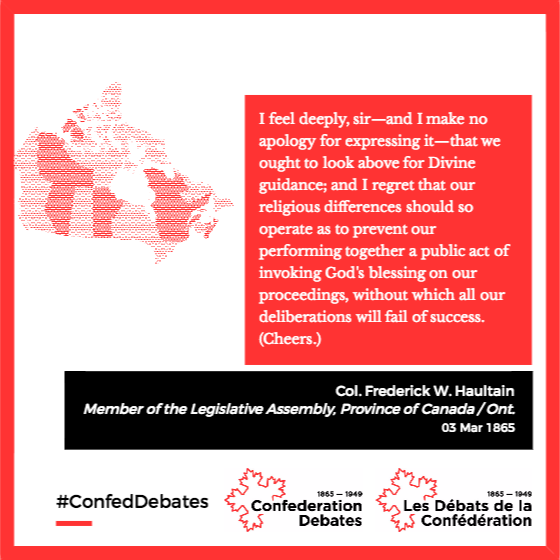 I feel deeply, sir—and I make no
apology for expressing it—that we
ought to look above for Divine
guidance; and I regret that our
religious differences should so
operate as to prevent our
performing together a public act of
invoking God's blessing on our
proceedings, without which all our
deliberations will fail of success.
(Cheers.)
Col. Frederick W. Haultain
Member of the Legislative Assembly, Province of Canada / Ont.
03 Mar 1865
#ConfedDebates
1865 — 1949
Confederation
Debates
1865 — 1949
Les Débats de la
Confédération